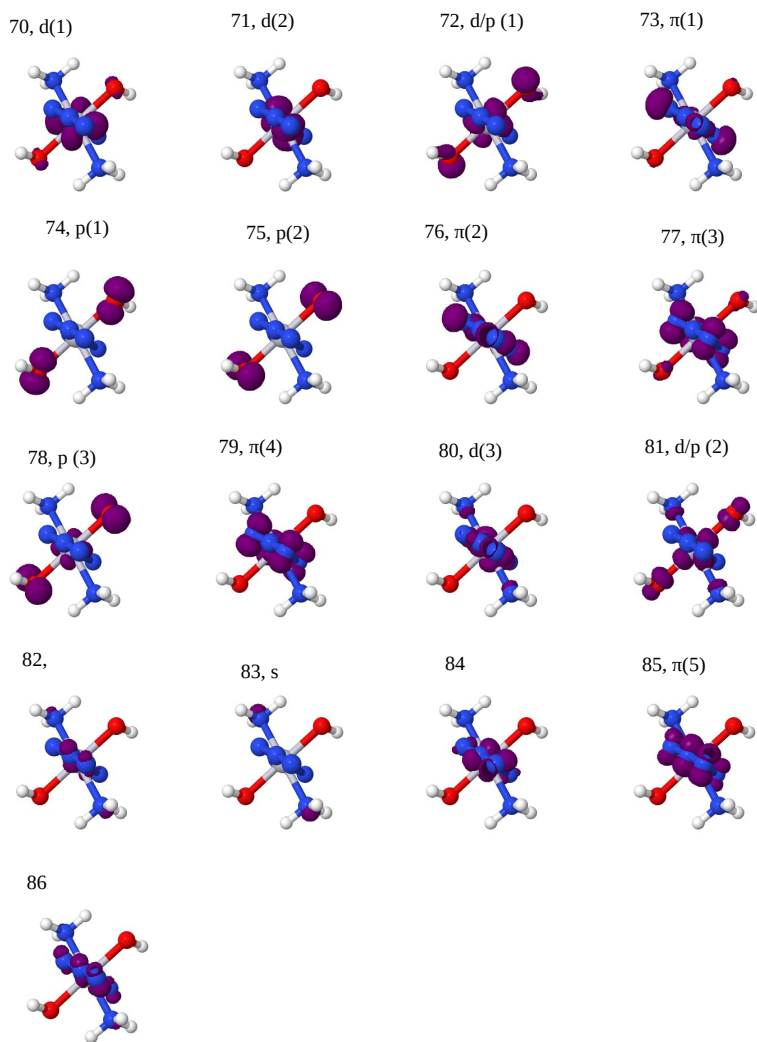 70, d(1)
71, d(2)
72, d/p (1)
73, π(1)
74, p(1)
75, p(2)
76, π(2)
77, π(3)
78, p (3)
79, π(4)
80, d(3)
81, d/p (2)
82,
83, s
84
85, π(5)
86